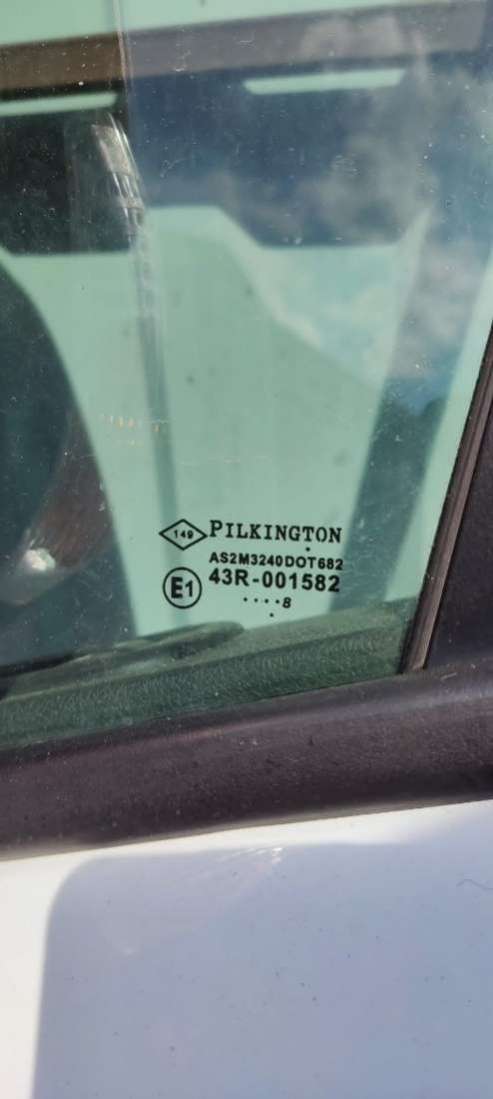 149 PILKINGTON
AS2M3240DOT682
E1 43R-001582
....8
.